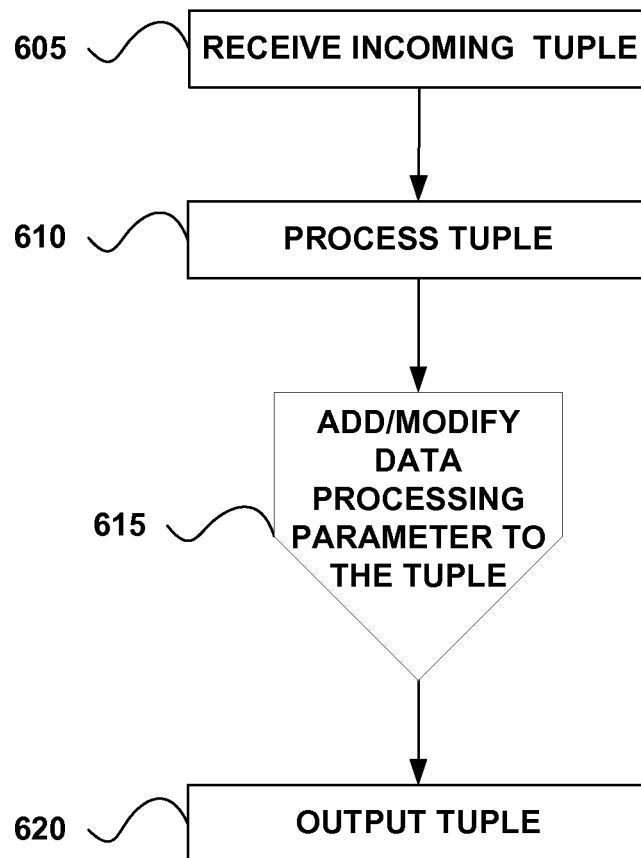 605 RECEIVE INCOMING TUPLE
610 PROCESS TUPLE
ADD/MODIFY
DATA
PROCESSING
615 PARAMETER TO
THE TUPLE
620 OUTPUT TUPLE